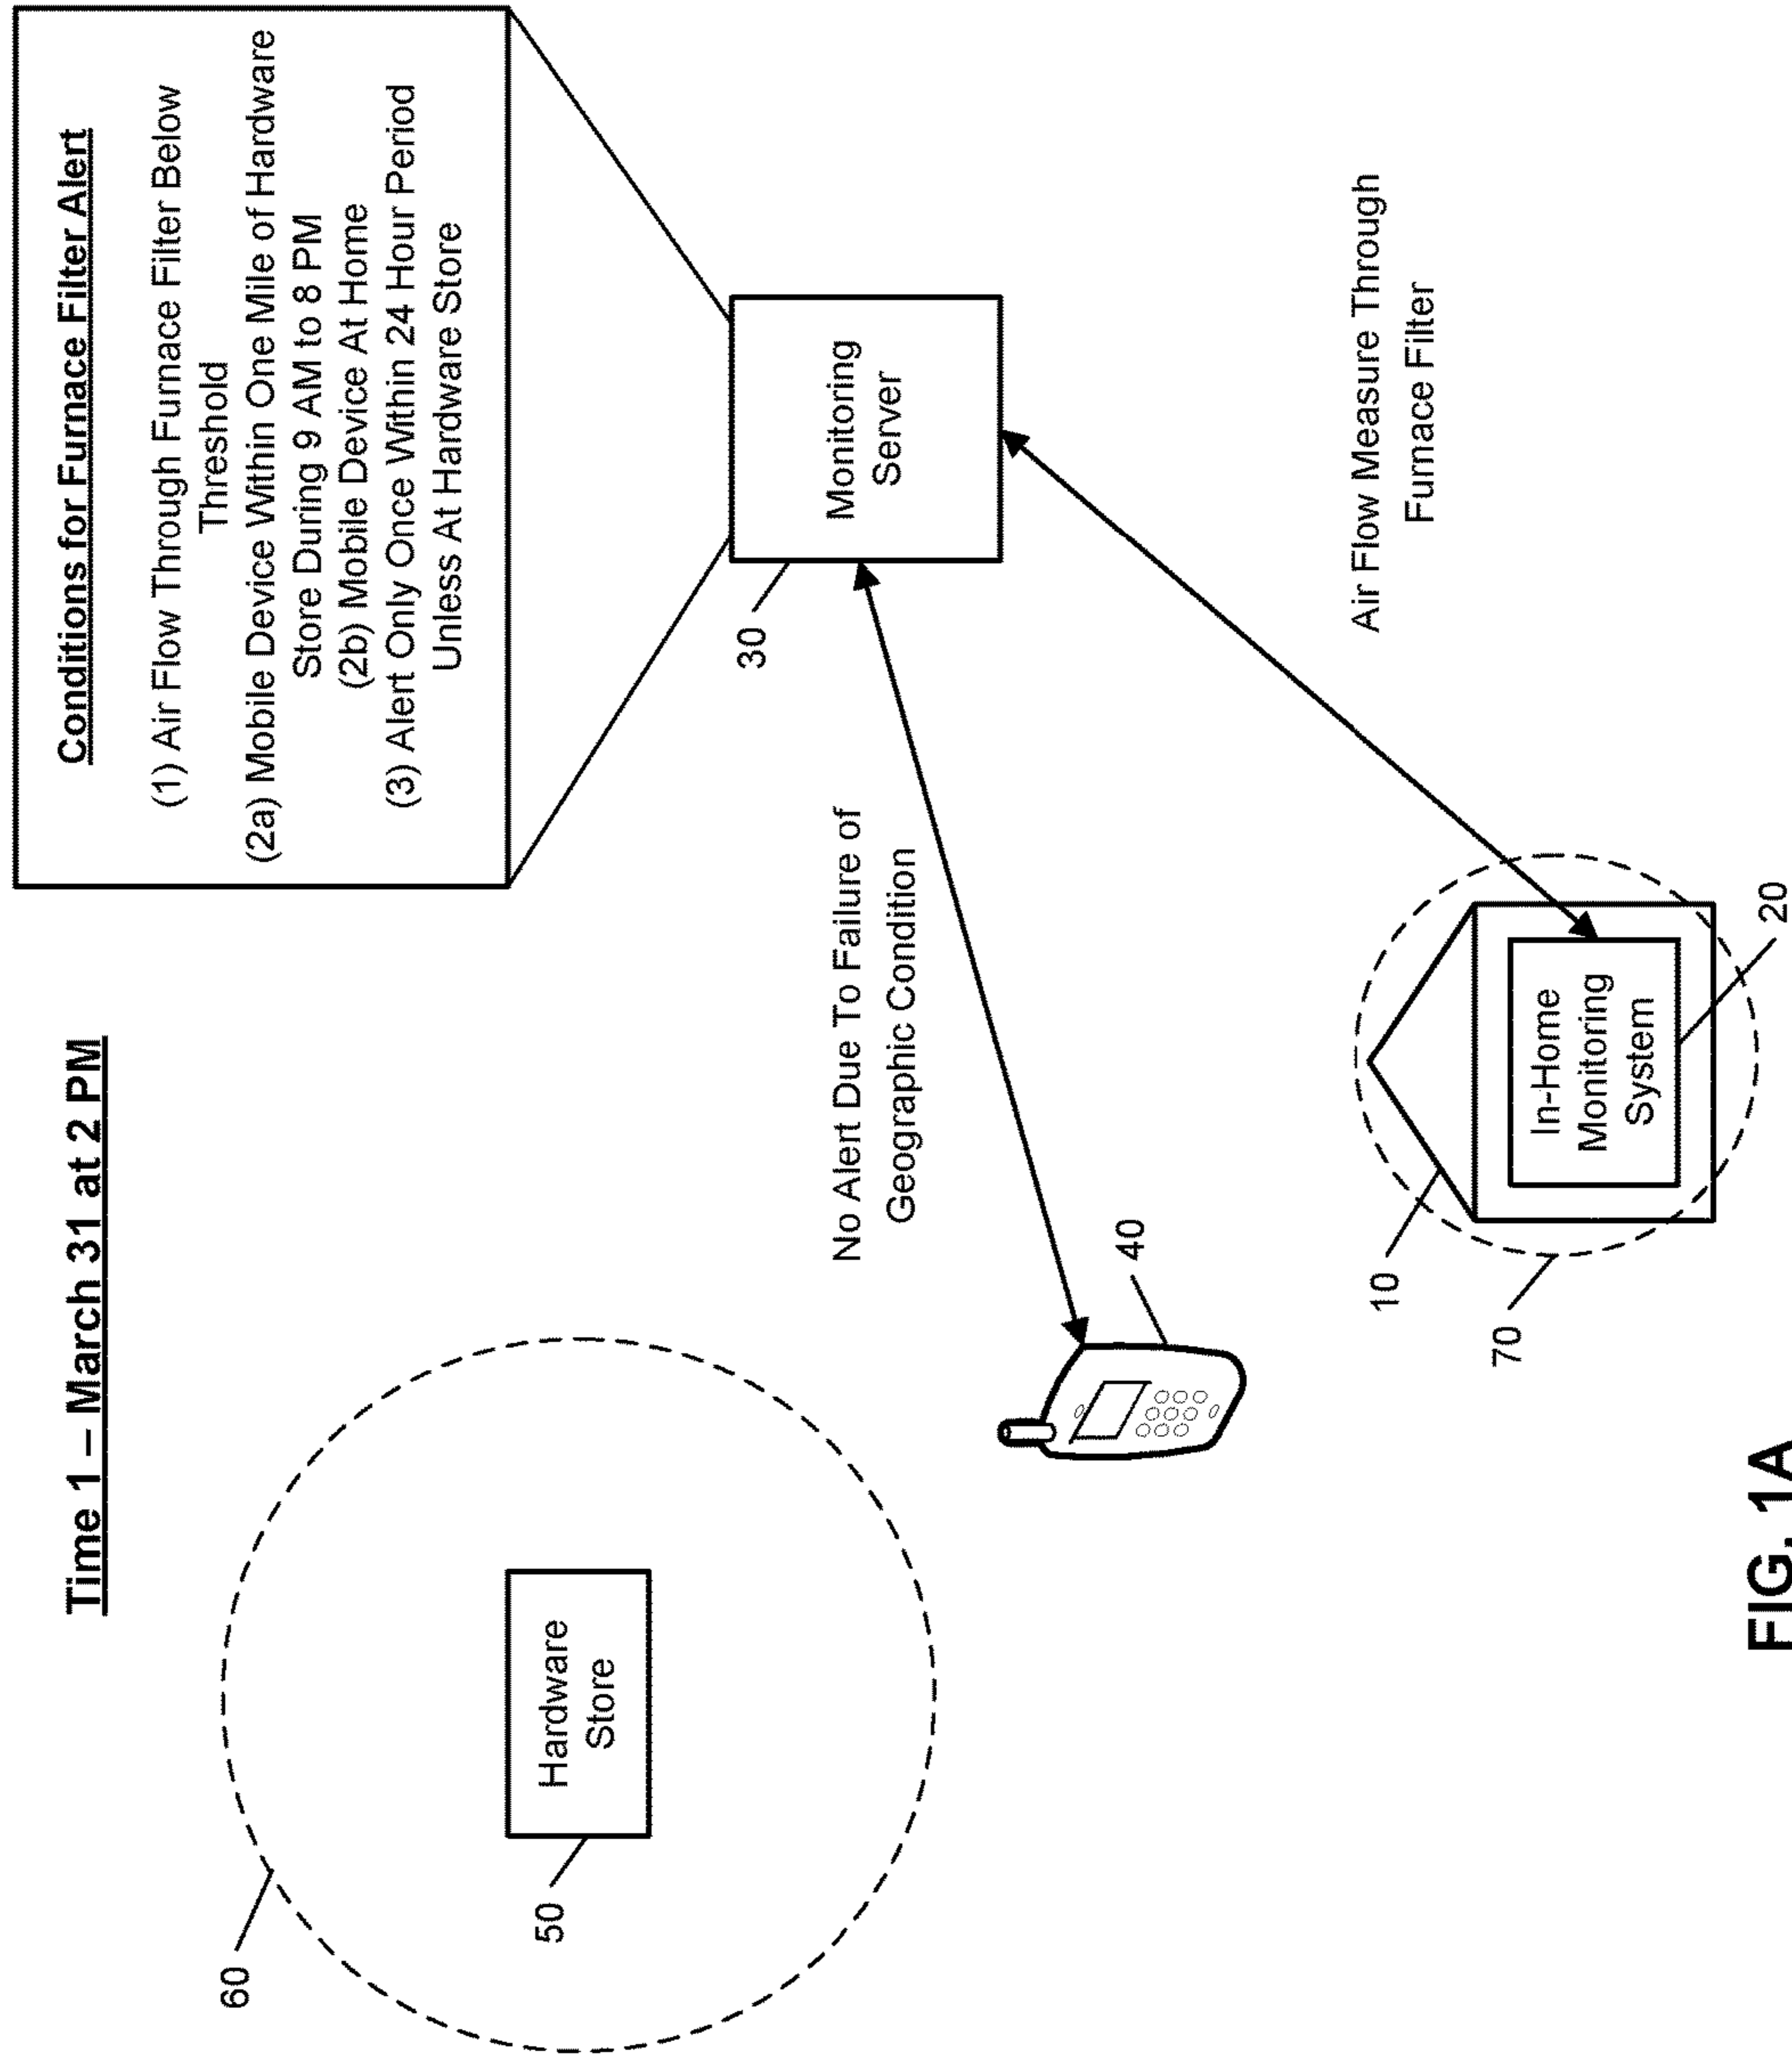 Time 1 – March 31 at 2 PM
Conditions for Furnace Filter Alert
(1) Air Flow Through Furnace Filter Below
Threshold
(2a) Mobile Device Within One Mile of Hardware
Store During 9 AM to 8 PM
(2b) Mobile Device At Home
(3) Alert Only Once Within 24 Hour Period
Unless At Hardware Store
60
Hardware
Store
50
Monitoring
Server
30
No Alert Due To Failure of
Geographic Condition
40
Air Flow Measure Through
Furnace Filter
10
70
In-Home
Monitoring
System
20
FIG. 1A